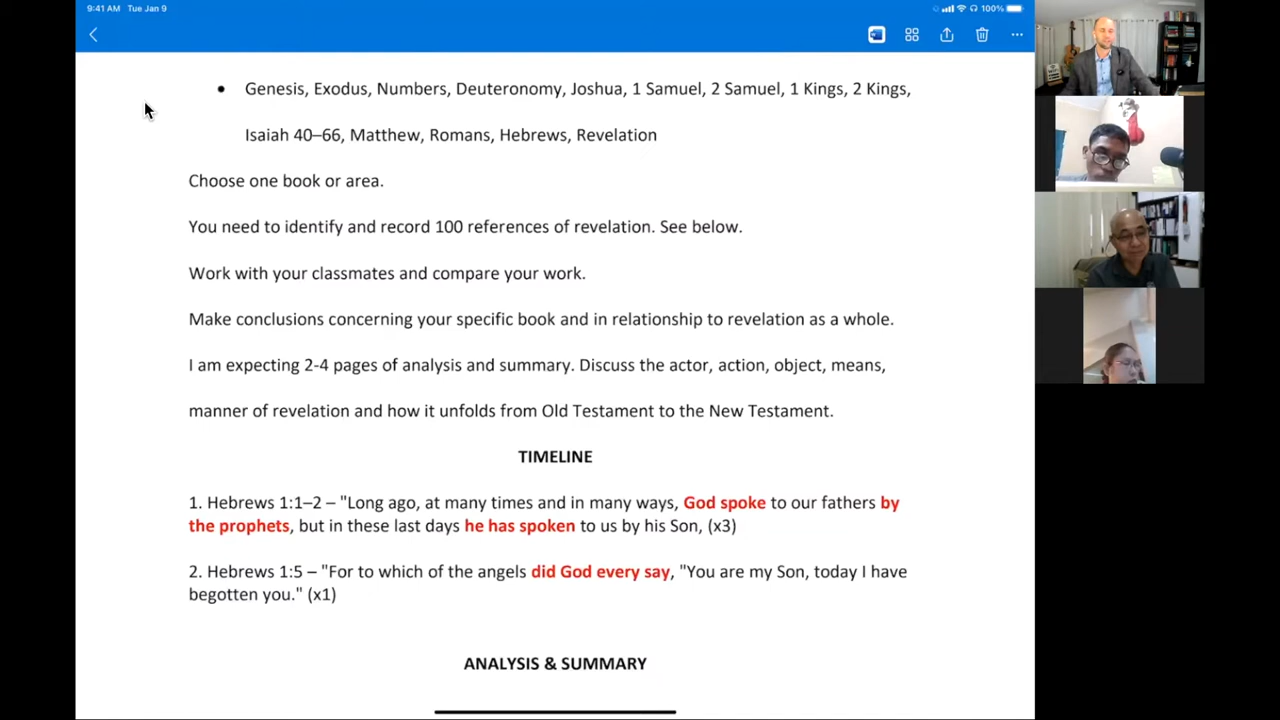 9:41 AM Tue Jan 9
100%
• Genesis, Exodus, Numbers, Deuteronomy, Joshua, 1 Samuel, 2 Samuel, 1 Kings, 2 Kings,
Isaiah 40–66, Matthew, Romans, Hebrews, Revelation
Choose one book or area.
You need to identify and record 100 references of revelation. See below.
Work with your classmates and compare your work.
Make conclusions concerning your specific book and in relationship to revelation as a whole.
I am expecting 2-4 pages of analysis and summary. Discuss the actor, action, object, means,
manner of revelation and how it unfolds from Old Testament to the New Testament.
TIMELINE
1. Hebrews 1:1–2 – "Long ago, at many times and in many ways, God spoke to our fathers by
the prophets, but in these last days he has spoken to us by his Son, (x3)
2. Hebrews 1:5 – "For to which of the angels did God every say, "You are my Son, today I have
begotten you." (x1)
ANALYSIS & SUMMARY